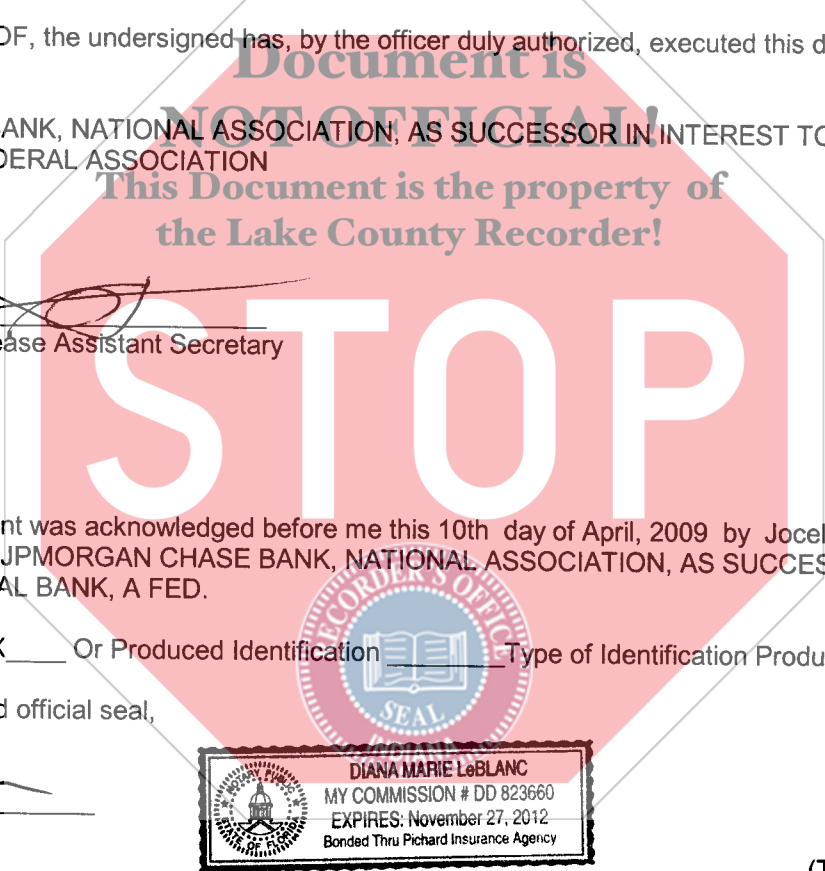 OF, the undersigned has, by the officer duly authorized, executed this d
Document is
NOT OFFICIAL!
ANK, NATIONAL ASSOCIATION, AS SUCCESSOR IN INTEREST TO
DERAL ASSOCIATION
This Document is the property of
the Lake County Recorder!
ease Assistant Secretary
STOP
nt was acknowledged before me this 10th day of April, 2009 by Jocel
JPMORGAN CHASE BANK, NATIONAL ASSOCIATION, AS SUCCES
AL BANK, A FED.
RECORDER'S OFFICE
X____ Or Produced Identification ________Type of Identification Produ
SEAL
INDIANA
d official seal,
DIANA MARIE LeBLANC
MY COMMISSION # DD 823660
EXPIRES: November 27, 2012
Bonded Thru Pichard Insurance Agency
NOTARY PUBLIC
STATE OF FLORIDA
(T